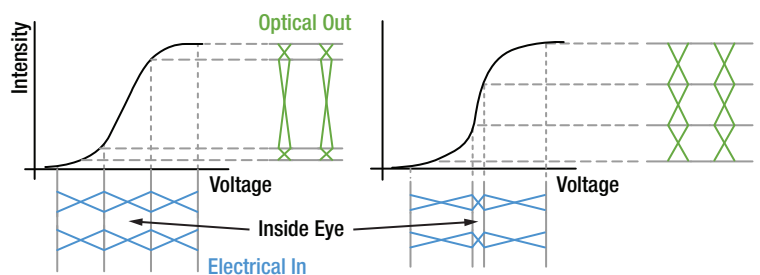 Optical Out
Intensity
Voltage
Voltage
Inside Eye
Electrical In